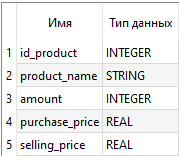 Имя Тип данных
1 id_product INTEGER
2 product_name STRING
3 amount INTEGER
4 purchase_price REAL
5 selling_price REAL